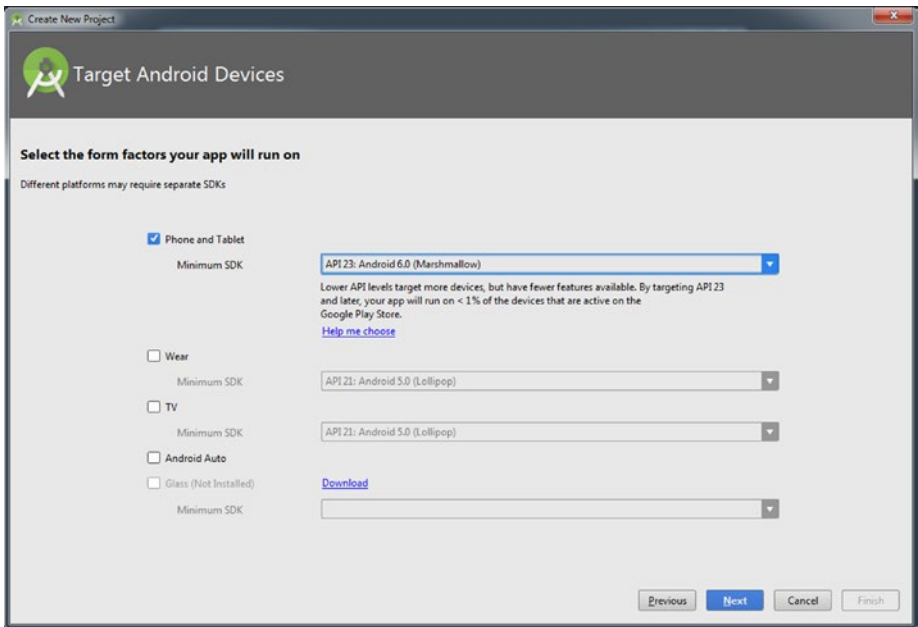 Create New Project
Target Android Devices
Select the form factors your app will run on
Different platforms may require separate SDKs
Phone and Tablet
Minimum SDK
API 23: Android 6.0 (Marshmallow)
Lower API levels target more devices, but have fewer features available. By targeting API 23
and later, your app will run on < 1% of the devices that are active on the
Google Play Store.
Help me choose
Wear
Minimum SDK
API 21: Android 5.0 (Lollipop)
TV
Minimum SDK
API 21: Android 5.0 (Lollipop)
Android Auto
Glass (Not Installed)
Download
Minimum SDK
Previous
Next
Cancel
Finish